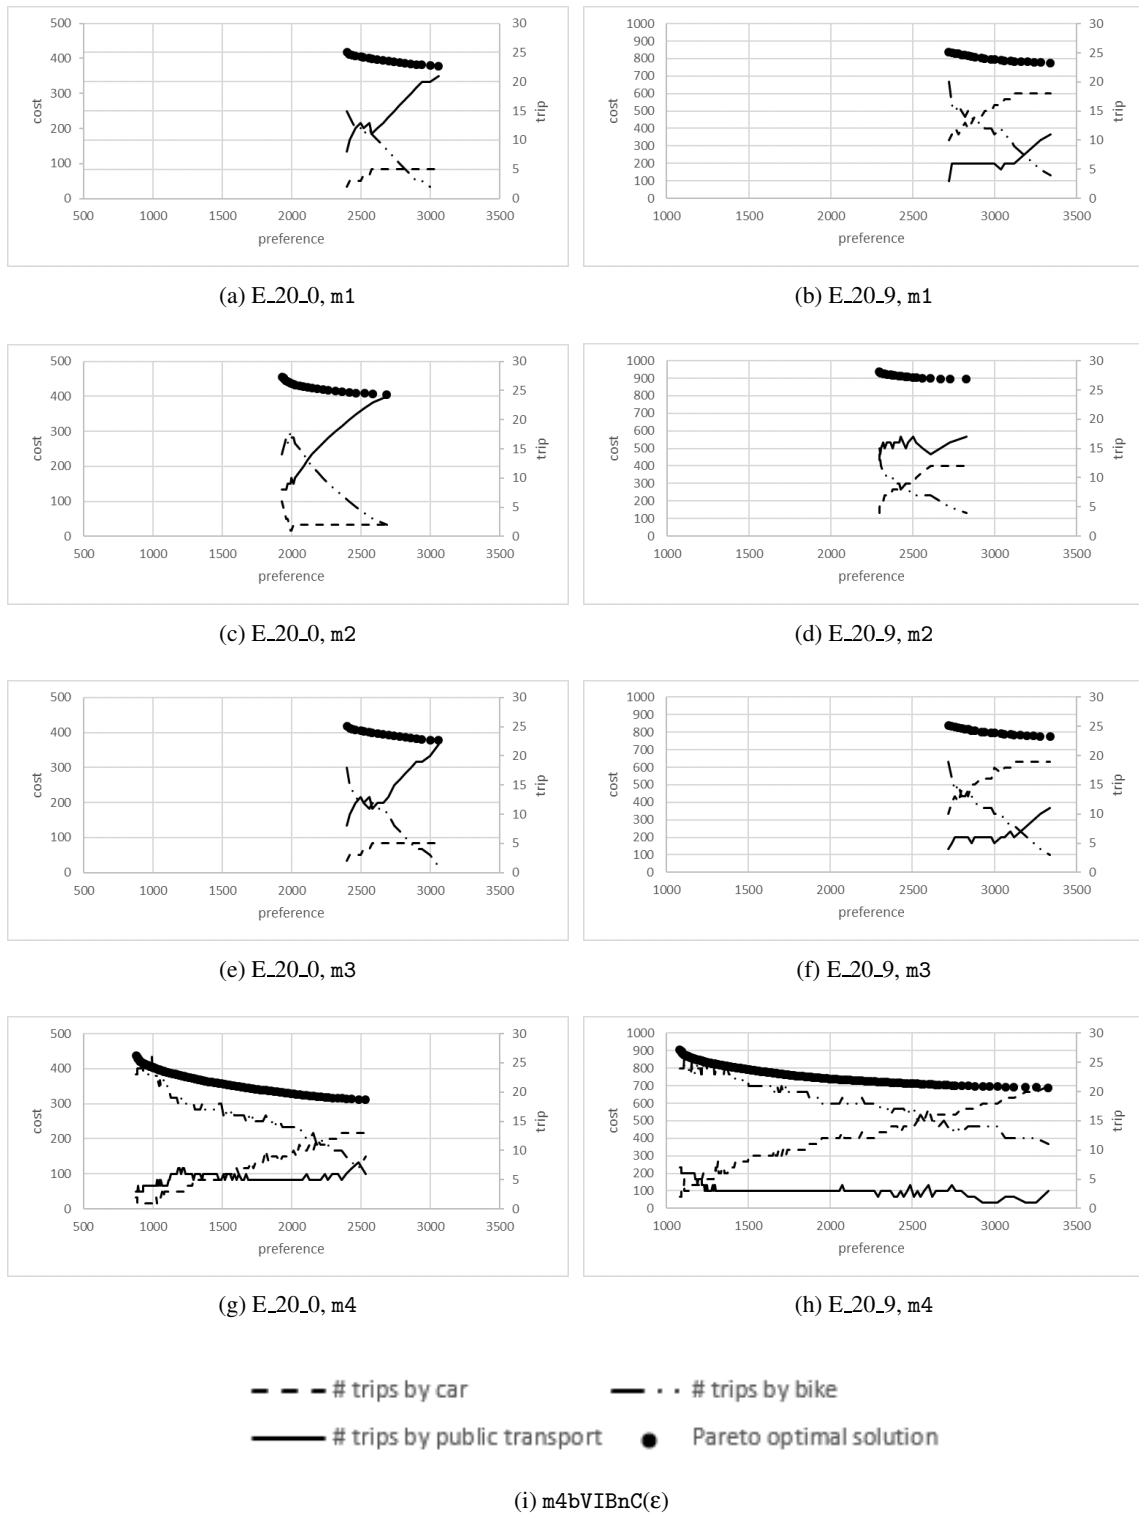 500
400
300
200
100
0
cost
30
25
20
15
10
5
0
trip
500 1000 1500 2000 2500 3000 3500
preference
(a) E_20_0, m1
1000
900
800
700
600
500
400
300
200
100
0
cost
30
25
20
15
10
5
0
trip
1000 1500 2000 2500 3000 3500
preference
(b) E_20_9, m1
500
400
300
200
100
0
cost
30
25
20
15
10
5
0
trip
500 1000 1500 2000 2500 3000 3500
preference
(c) E_20_0, m2
1000
900
800
700
600
500
400
300
200
100
0
cost
30
25
20
15
10
5
0
trip
1000 1500 2000 2500 3000 3500
preference
(d) E_20_9, m2
500
400
300
200
100
0
cost
30
25
20
15
10
5
0
trip
500 1000 1500 2000 2500 3000 3500
preference
(e) E_20_0, m3
1000
900
800
700
600
500
400
300
200
100
0
cost
30
25
20
15
10
5
0
trip
1000 1500 2000 2500 3000 3500
preference
(f) E_20_9, m3
500
400
300
200
100
0
cost
30
25
20
15
10
5
0
trip
500 1000 1500 2000 2500 3000 3500
preference
(g) E_20_0, m4
1000
900
800
700
600
500
400
300
200
100
0
cost
30
25
20
15
10
5
0
trip
1000 1500 2000 2500 3000 3500
preference
(h) E_20_9, m4
# trips by car
# trips by bike
# trips by public transport
Pareto optimal solution
(i) m4bVIBnC(ε)